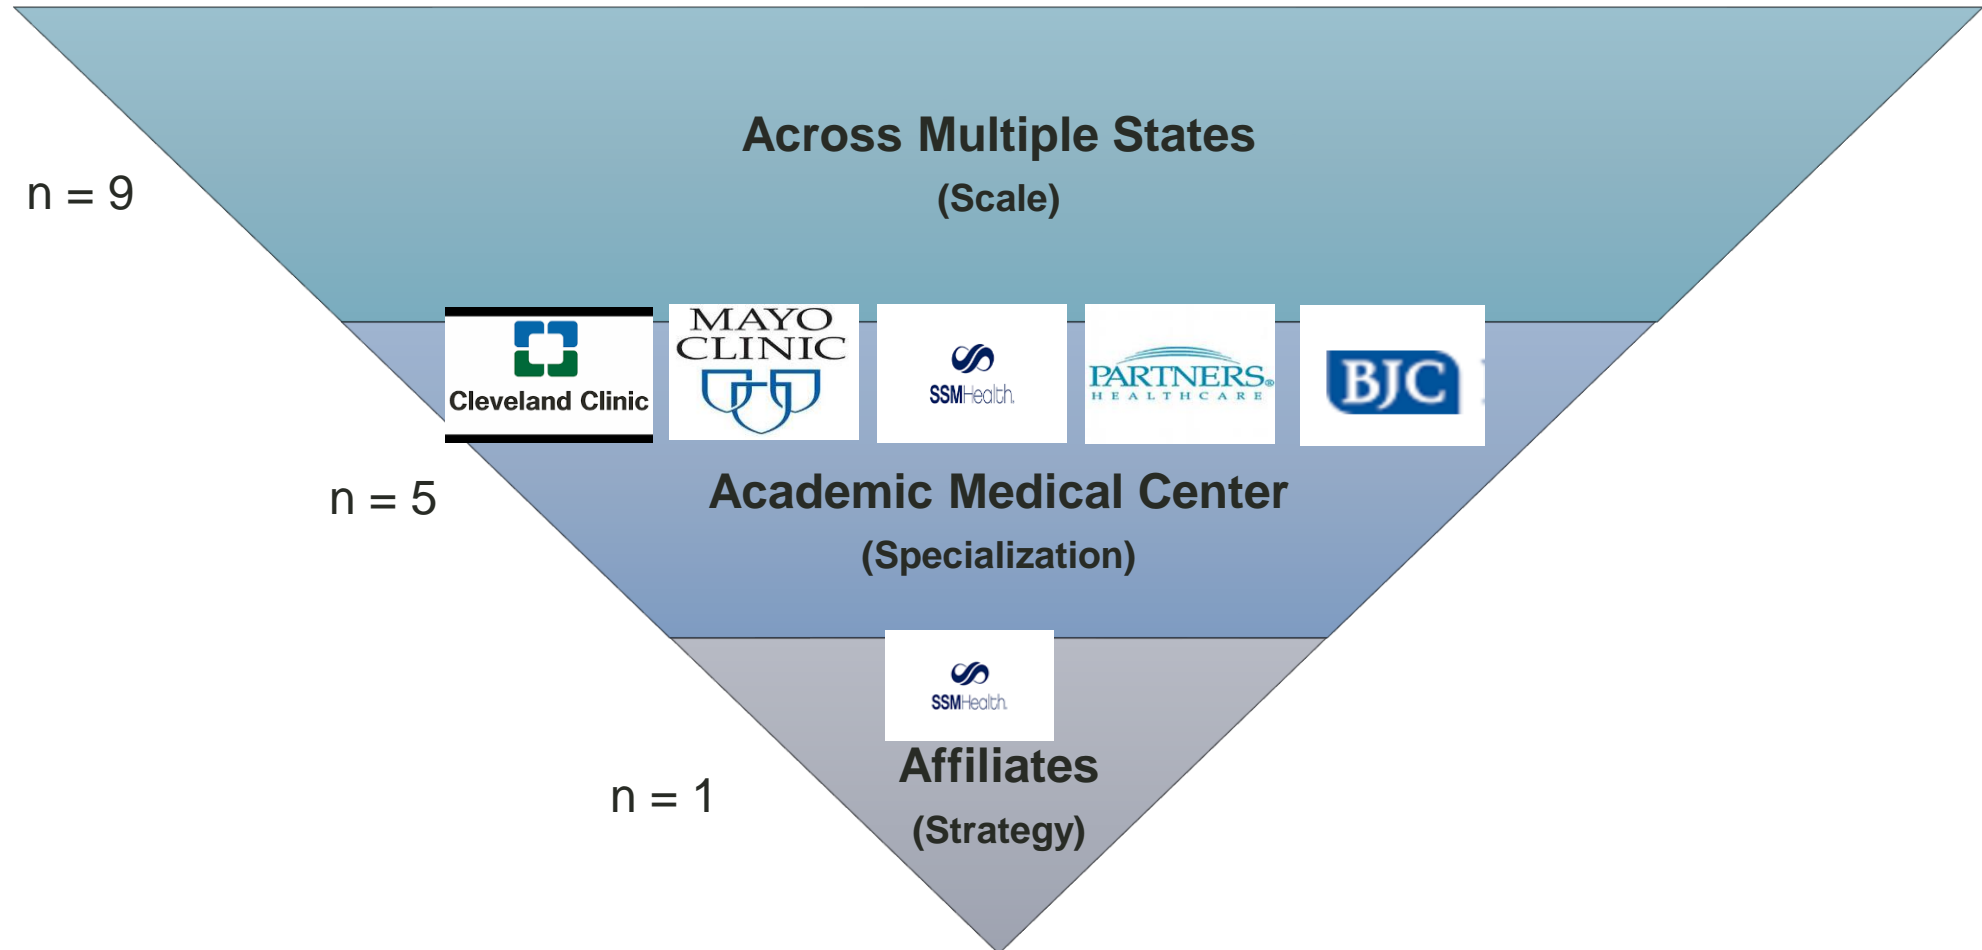 Across Multiple States
(Scale)
n = 9
MAYO
CLINIC
Cleveland Clinic
SSMHealth.
PARTNERS®
HEALTHCARE
BJC
n = 5
Academic Medical Center
(Specialization)
SSMHealth.
Affiliates
n = 1
(Strategy)